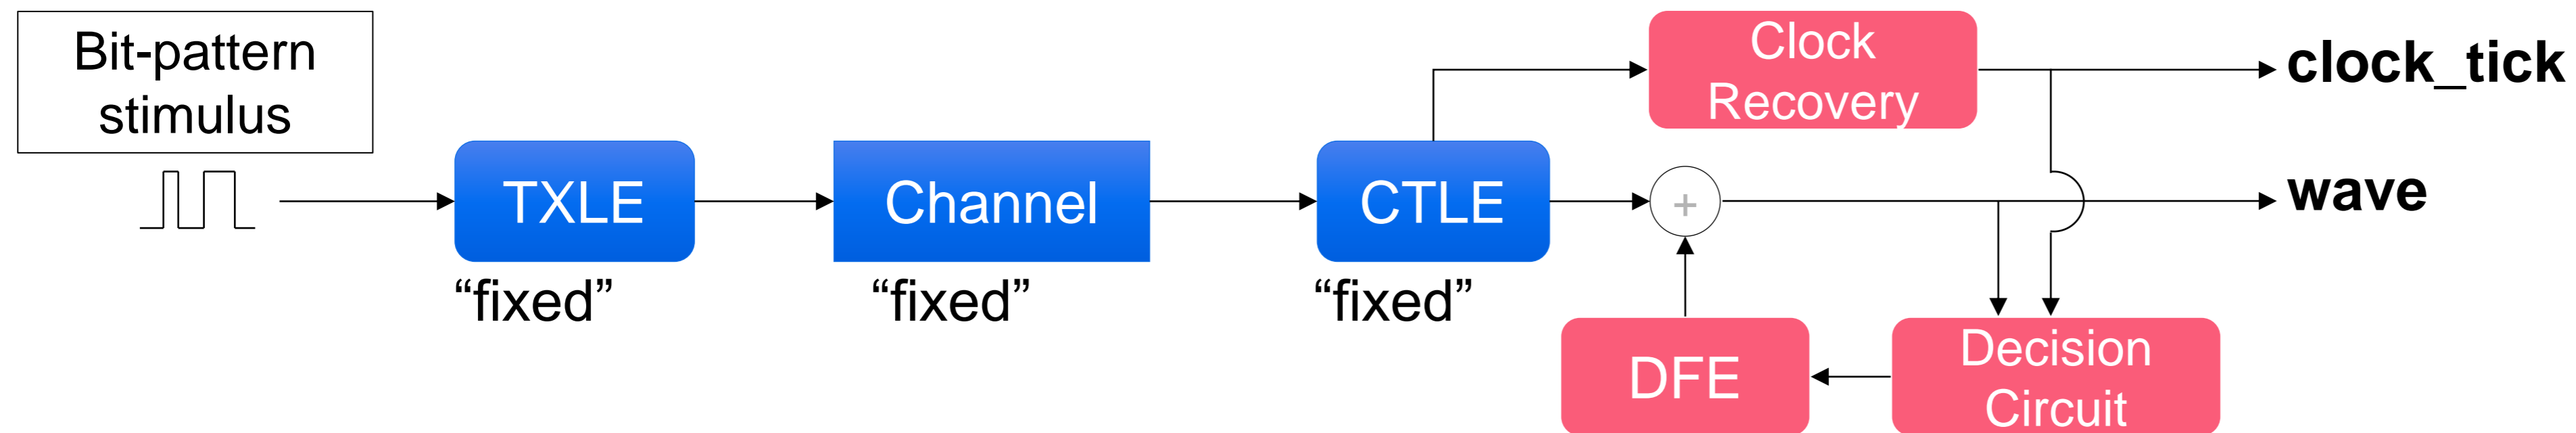 Bit-pattern
stimulus
TXLE
“fixed”
Channel
“fixed”
CTLE
“fixed”
Clock
Recovery
+
clock_tick
wave
DFE
Decision
Circuit